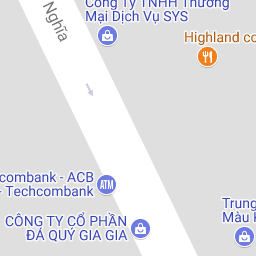 Nghĩa
Công Ty TNHH Thương
Mại Dịch Vụ SYS
Highland co
combank - ACB
- Techcombank
ATM
CÔNG TY CỔ PHẦN
ĐÁ QUÝ GIA GIA
Trung
Màu